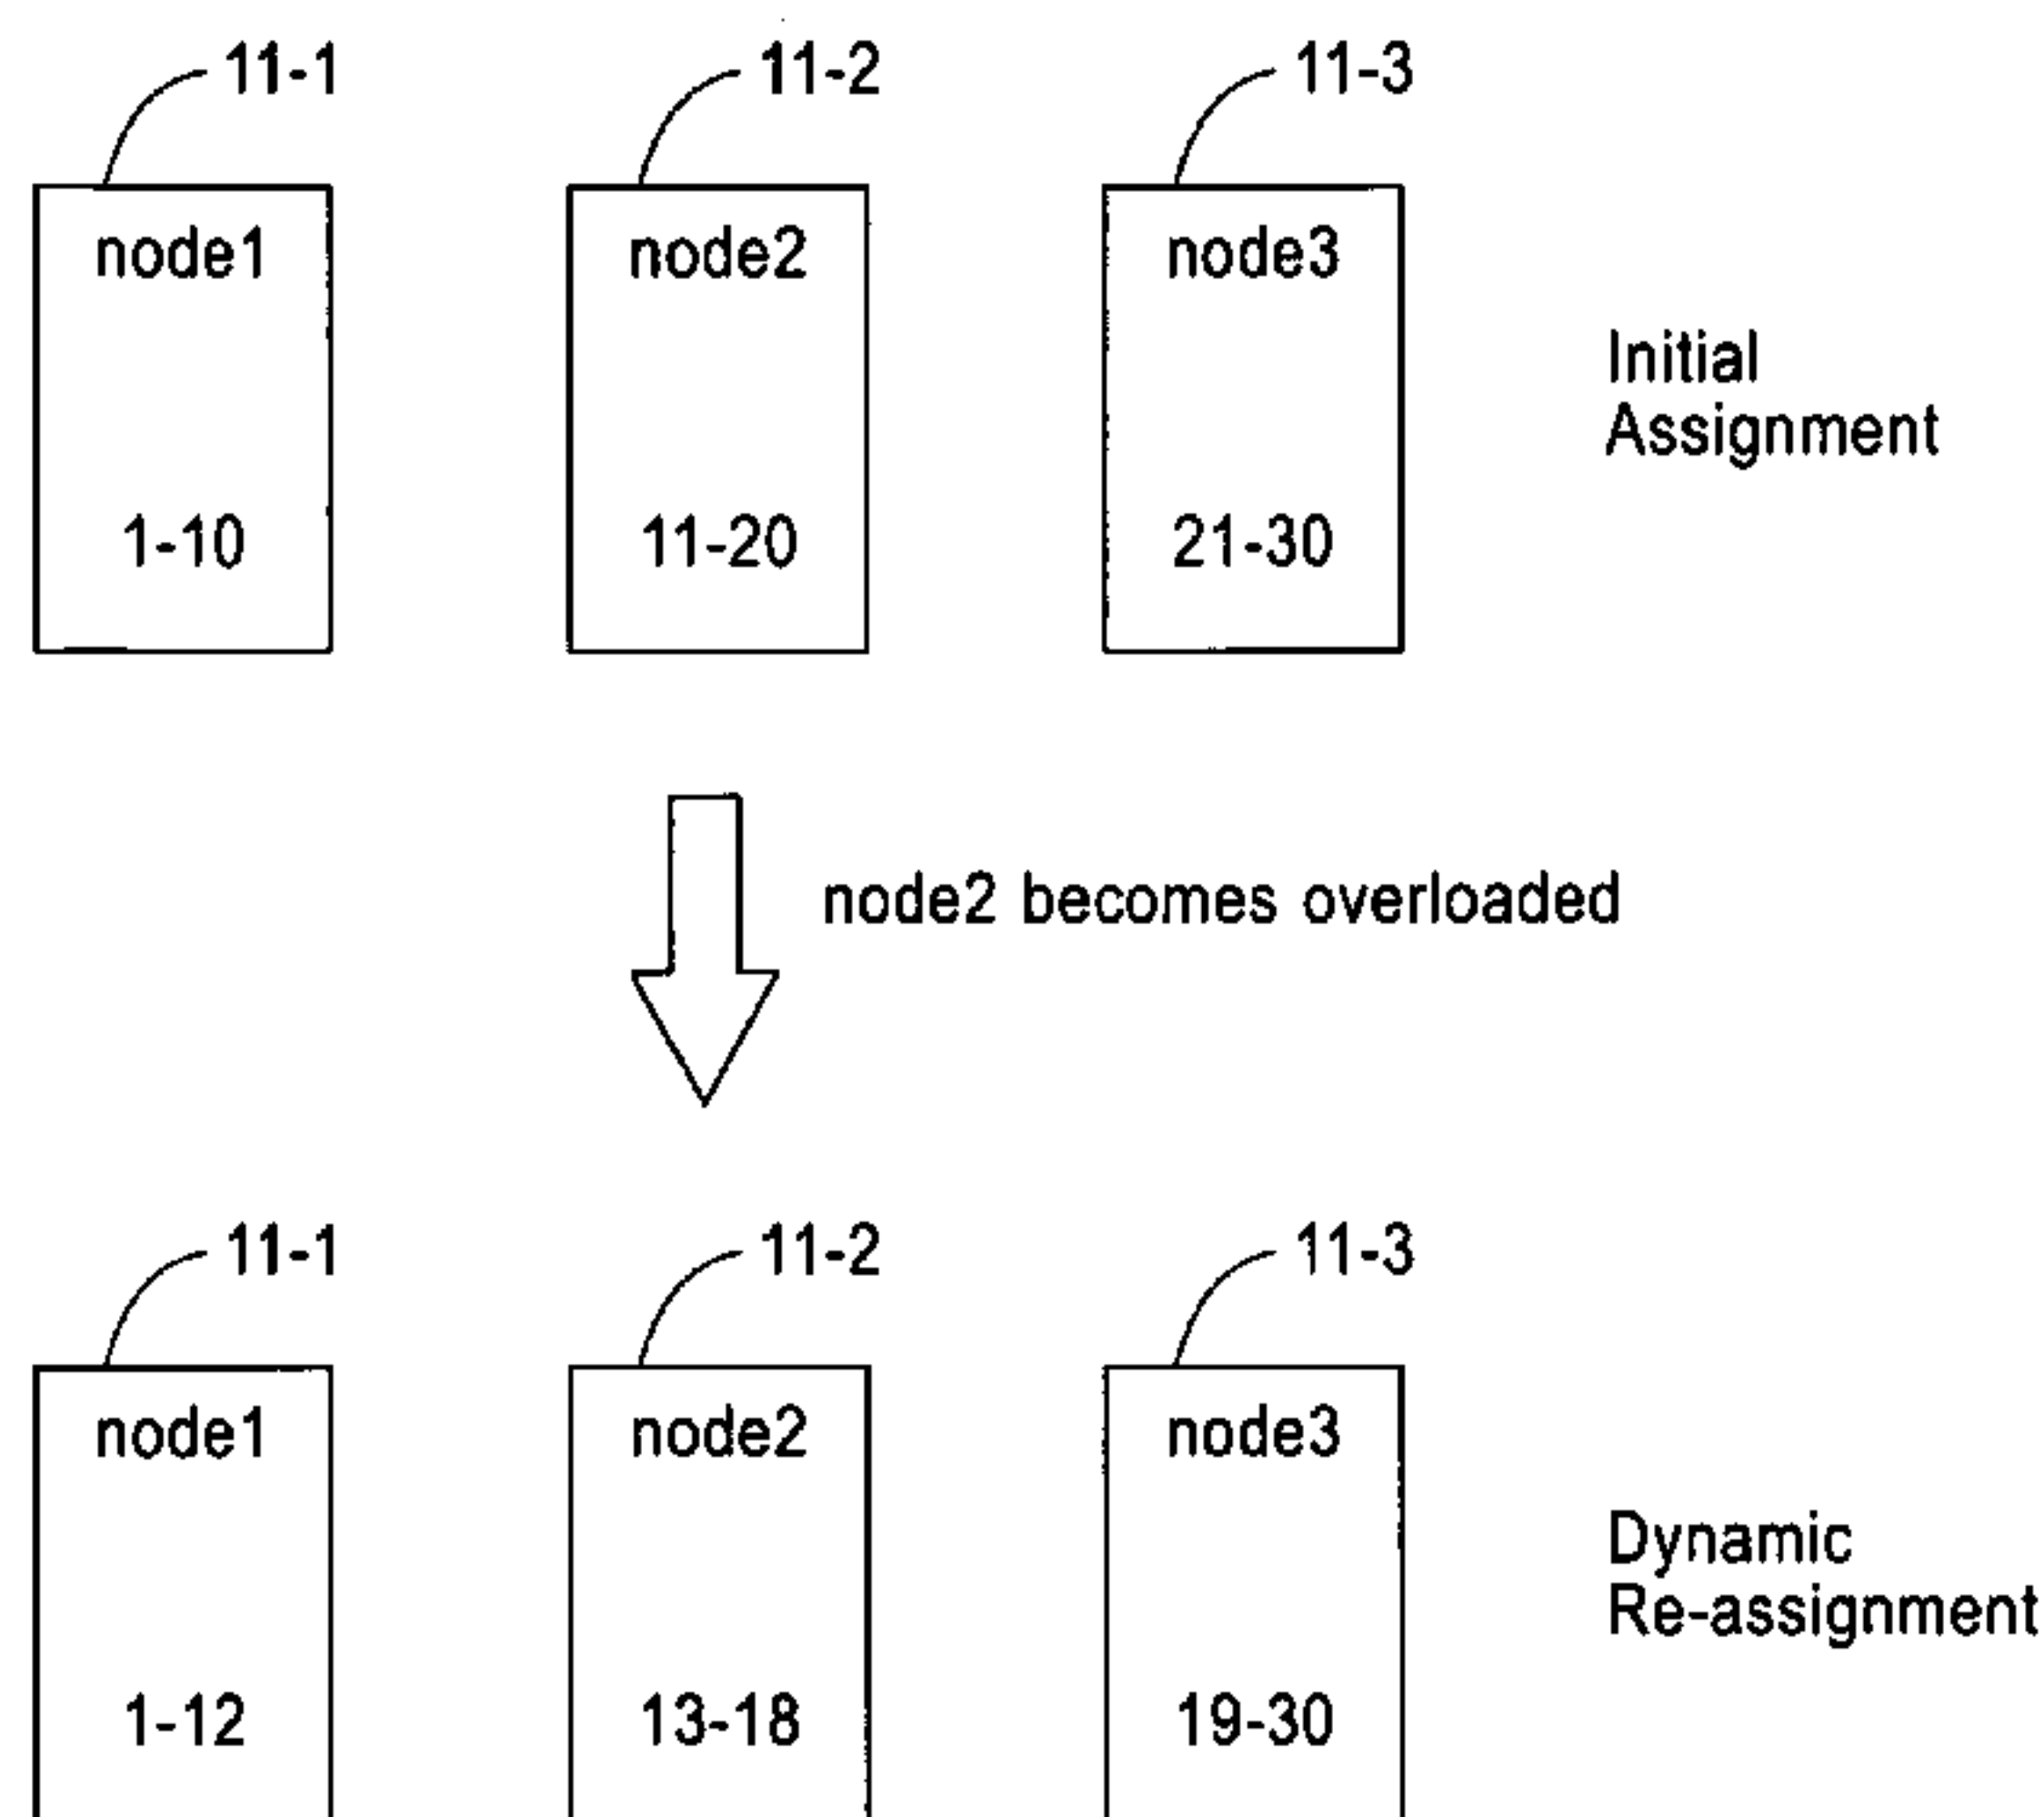 11-1
11-2
11-3
node1
node2
node3
Initial
Assignment
1-10
11-20
21-30
node2 becomes overloaded
11-1
11-2
11-3
node1
node2
node3
Dynamic
Re-assignment
1-12
13-18
19-30